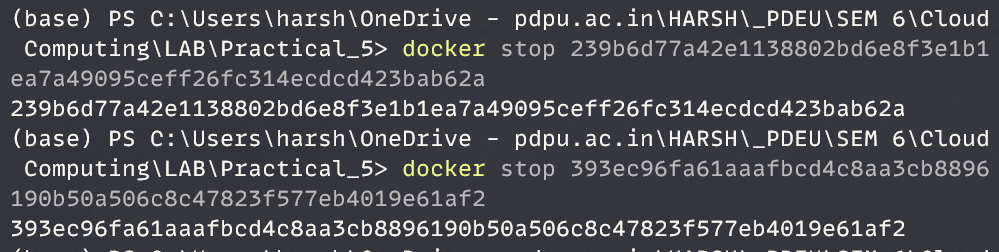 (base) PS C:\Users\harsh\OneDrive - pdpu.ac.in\HARSH\_PDEU\SEM 6\Cloud
Computing\LAB\Practical_5> docker stop 239b6d77a42e1138802bd6e8f3e1b1
ea7a49095ceff26fc314ecdcd423bab62a
239b6d77a42e1138802bd6e8f3e1b1ea7a49095ceff26fc314ecdcd423bab62a
(base) PS C:\Users\harsh\OneDrive - pdpu.ac.in\HARSH\_PDEU\SEM 6\Cloud
Computing\LAB\Practical_5> docker stop 393ec96fa61aaafbcd4c8aa3cb8896
190b50a506c8c47823f577eb4019e61af2
393ec96fa61aaafbcd4c8aa3cb8896190b50a506c8c47823f577eb4019e61af2